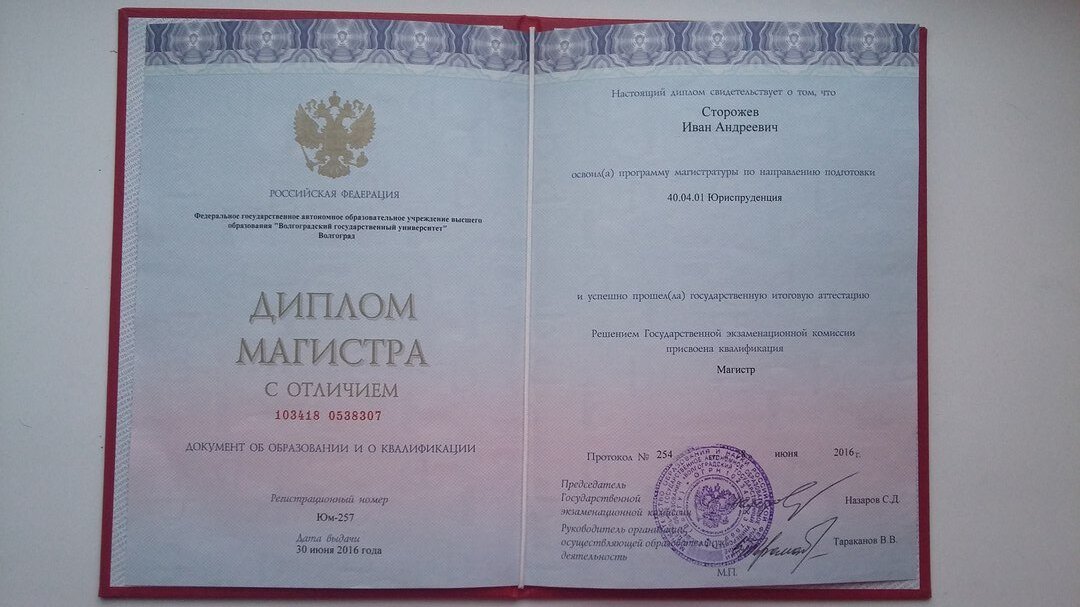 РОССИЙСКАЯ ФЕДЕРАЦИЯ
Федеральное государственное автономное образовательное учреждение высшего
образования "Волгоградский государственный университет"
Волгоград
ДИПЛОМ
МАГИСТРА
С ОТЛИЧИЕМ
103418 0538307
ДОКУМЕНТ ОБ ОБРАЗОВАНИИ И О КВАЛИФИКАЦИИ
Регистрационный номер
Юм-257
Дата выдачи
30 июня 2016 года
Настоящий диплом свидетельствует о том, что
Сторожев
Иван Андреевич
освоил(а) программу магистратуры по направлению подготовки
40.04.01 Юриспруденция
и успешно прошел(ла) государственную итоговую аттестацию
Решением Государственной экзаменационной комиссии
присвоена квалификация
Магистр
Протокол № 254 июня 2016 г.
Председатель
Государственной
экзаменационной комиссии
Назаров С.Д.
Руководитель организации,
осуществляющей образовательную
деятельность
Тараканов В.В.
М.П.